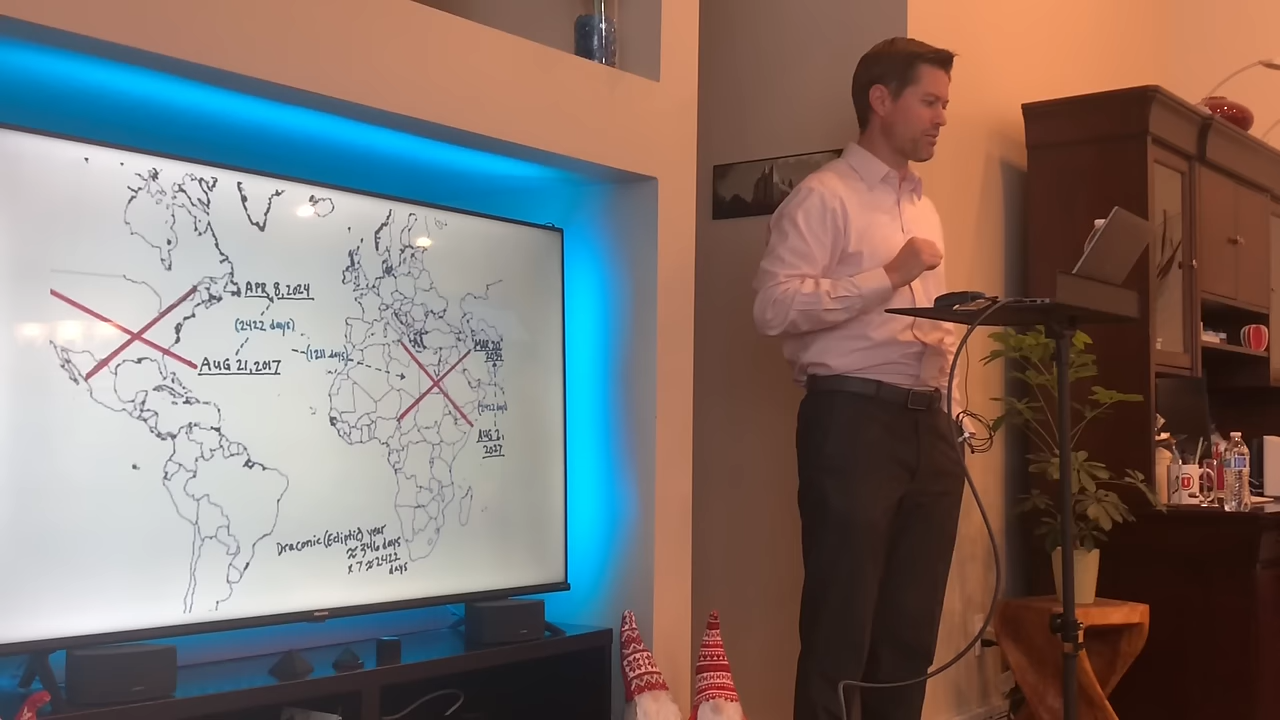 APR 8, 2024
(2422 days)
AUG 21, 2017
(1211 days)
MAR 20,
2034
(2422 days)
AUG 2,
2027
Draconic (Ecliptic) year
≈ 346 days
x 7 ≈ 2422
days
U